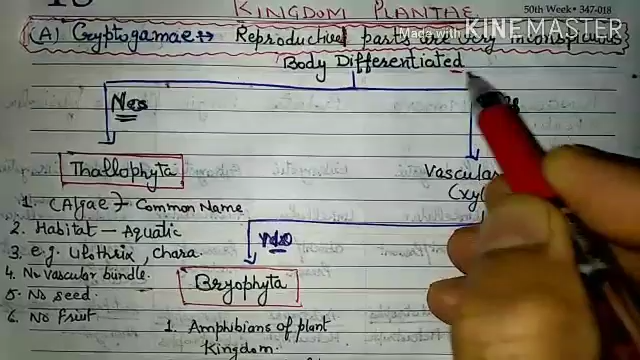 KINGDOM PLANTAE
50th Week • 347-018
Made with KINEMASTER
(A) Cryptogamae ↔ Reproductive part are very inconspicuous
Body Differentiated
No
Thallophyta
Vascular
(xy
1. (Algae} → Common Name
2. Habitat - Aquatic
3. e.g. Ulothrix, chara.
4. No vascular bundle.
5. No seed
6. No fruit
No
Bryophyta
1. Amphibians of plant
Kingdom.